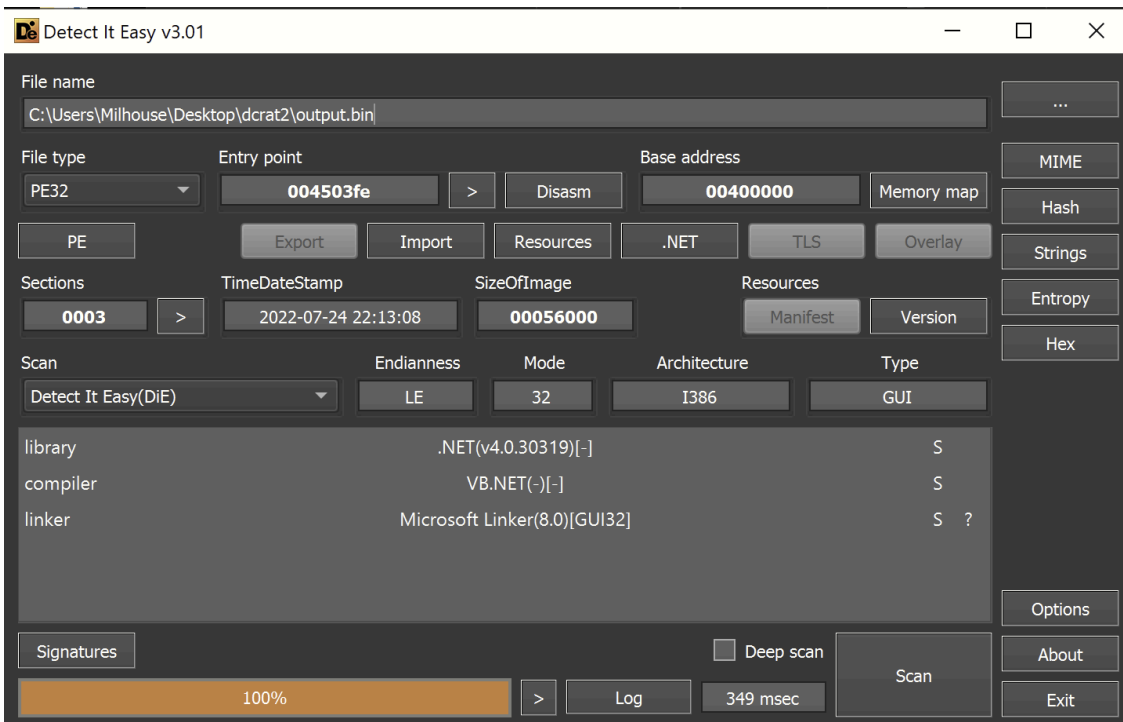 Detect It Easy v3.01
File name
C:\Users\Milhouse\Desktop\dcrat2\output.bin
...
File type Entry point Base address
PE32 004503fe > Disasm 00400000 Memory map
MIME
Hash
PE Export Import Resources .NET TLS Overlay
Strings
Sections TimeDateStamp SizeOfImage Resources
0003 > 2022-07-24 22:13:08 00056000 Manifest Version
Entropy
Hex
Scan Endianness Mode Architecture Type
Detect It Easy(DiE) LE 32 I386 GUI
library .NET(v4.0.30319)[-] S
compiler VB.NET(-)[-] S
linker Microsoft Linker(8.0)[GUI32] S ?
Options
Signatures Deep scan Scan About
100% > Log 349 msec Exit